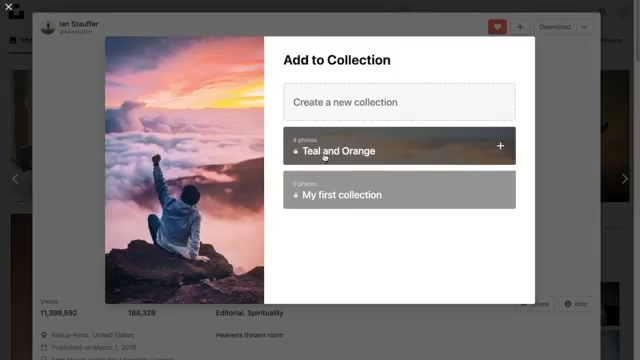 Ian Stauffer
Download
Add to Collection
Create a new collection
4 photos
Teal and Orange
My first collection
Views
11,398,592
188,329
Editorial, Spirituality
Info
Kailua-Kona, United States
Heavens thrown room
Published on March 1, 2018